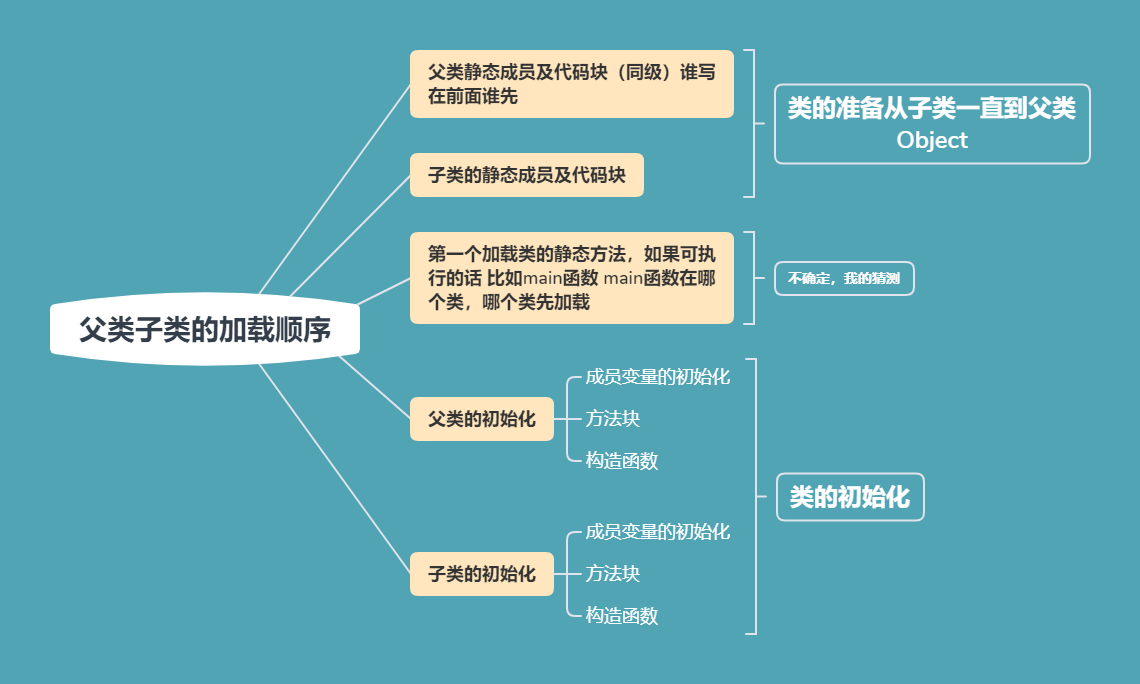 父类子类的加载顺序
父类静态成员及代码块（同级）谁写
在前面谁先
子类的静态成员及代码块
类的准备从子类一直到父类
Object
第一个加载类的静态方法，如果可执
行的话 比如main函数 main函数在哪
个类，哪个类先加载
不确定，我的猜测
父类的初始化
成员变量的初始化
方法块
构造函数
子类的初始化
成员变量的初始化
方法块
构造函数
类的初始化